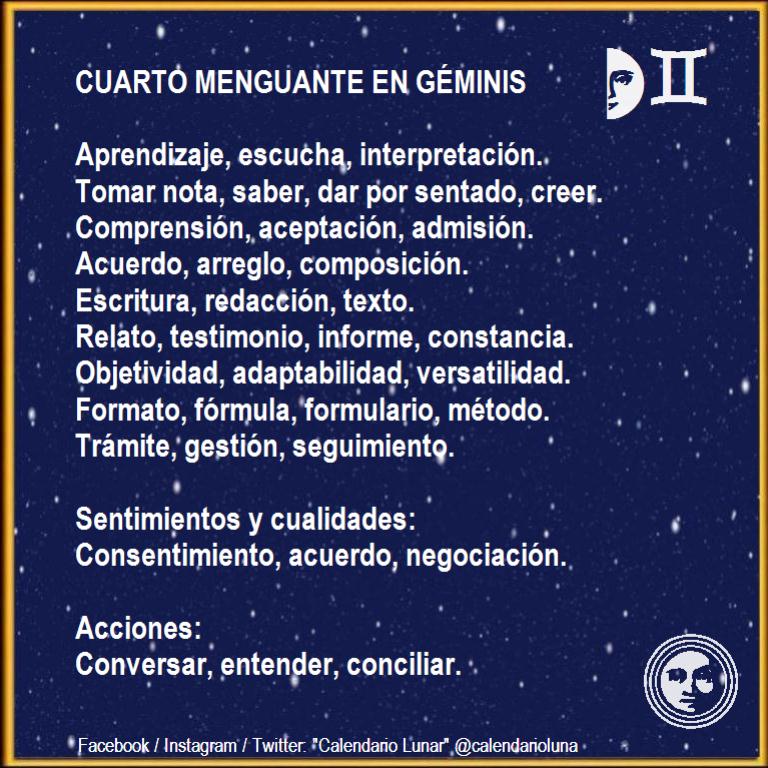 CUARTO MENGUANTE EN GÉMINIS
Aprendizaje, escucha, interpretación.
Tomar nota, saber, dar por sentado, creer.
Comprensión, aceptación, admisión.
Acuerdo, arreglo, composición.
Escritura, redacción, texto.
Relato, testimonio, informe, constancia.
Objetividad, adaptabilidad, versatilidad.
Formato, fórmula, formulario, método.
Trámite, gestión, seguimiento.
Sentimientos y cualidades:
Consentimiento, acuerdo, negociación.
Acciones:
Conversar, entender, conciliar.
Facebook / Instagram / Twitter: "Calendario Lunar" @calendarioluna